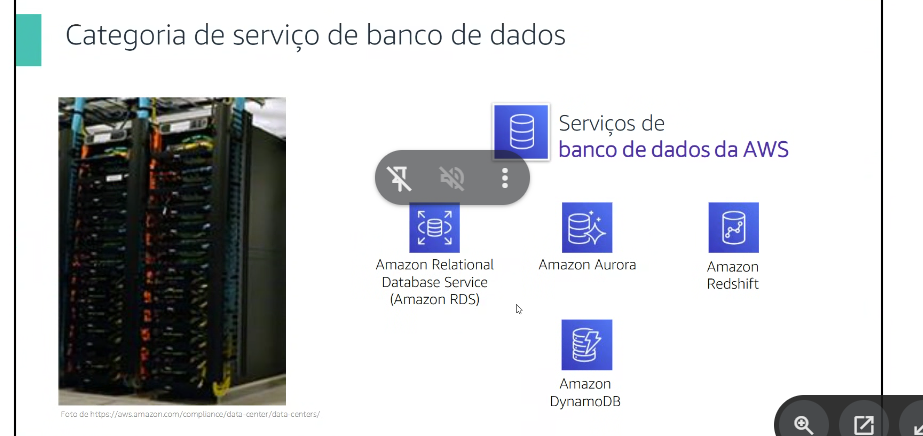 Categoria de serviço de banco de dados
Serviços de
banco de dados da AWS
Amazon Relational
Database Service
(Amazon RDS)
Amazon Aurora
Amazon
Redshift
Amazon
DynamoDB
Foto de https://aws.amazon.com/compliance/data-center/data-centers/